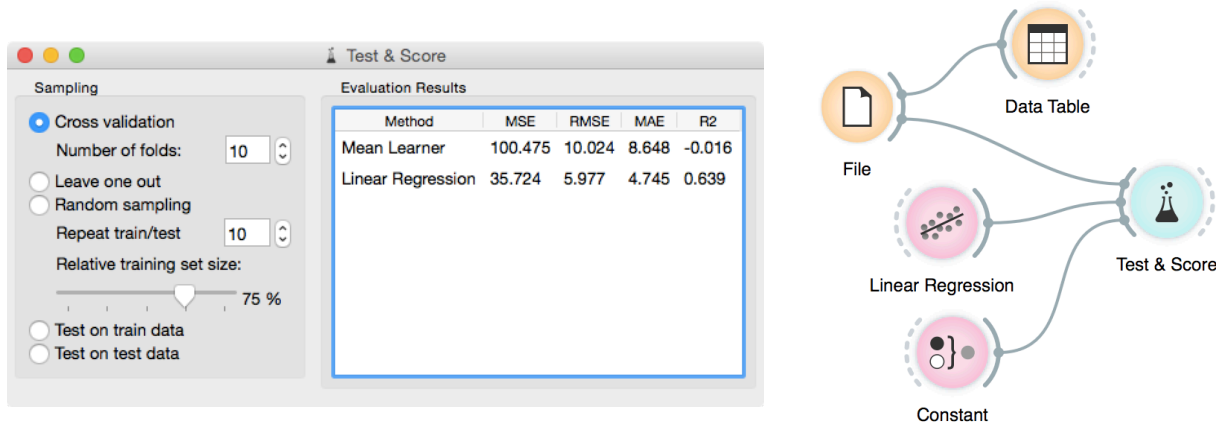 Test & Score
Sampling
Cross validation
Number of folds: 10
Leave one out
Random sampling
Repeat train/test 10
Relative training set size:
75 %
Test on train data
Test on test data
Evaluation Results
Method MSE RMSE MAE R2
Mean Learner 100.475 10.024 8.648 -0.016
Linear Regression 35.724 5.977 4.745 0.639
Data Table
File
Test & Score
Linear Regression
Constant